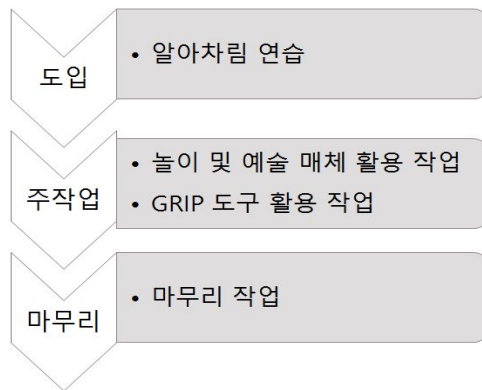 도입
• 알아차림 연습
주작업
• 놀이 및 예술 매체 활용 작업
• GRIP 도구 활용 작업
마무리
• 마무리 작업